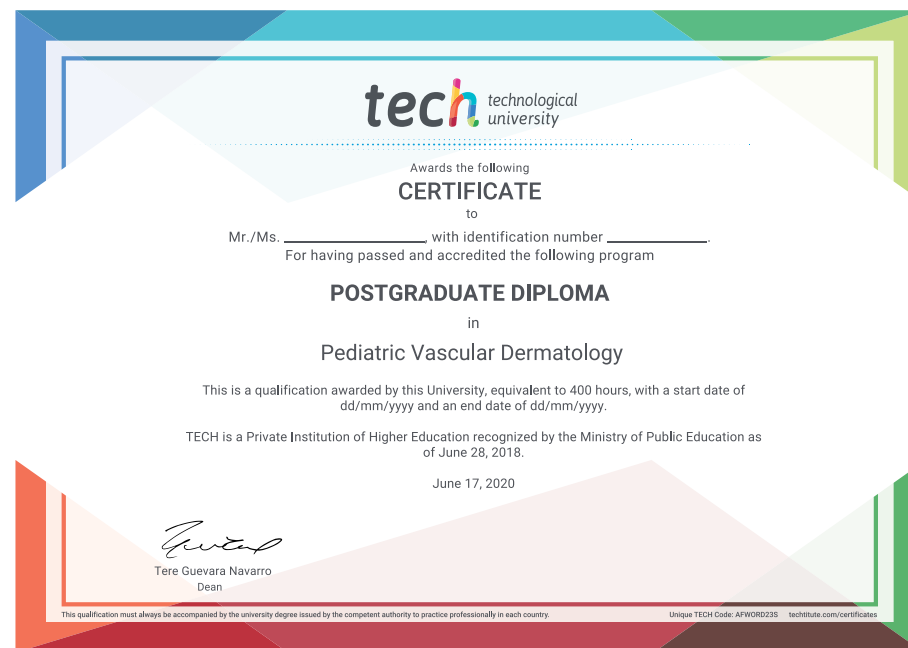 tech technological
university
Awards the following
CERTIFICATE
to
Mr./Ms. ____________________, with identification number ______________.
For having passed and accredited the following program
POSTGRADUATE DIPLOMA
in
Pediatric Vascular Dermatology
This is a qualification awarded by this University, equivalent to 400 hours, with a start date of
dd/mm/yyyy and an end date of dd/mm/yyyy.
TECH is a Private Institution of Higher Education recognized by the Ministry of Public Education as
of June 28, 2018.
June 17, 2020
Tere Guevara Navarro
Dean
This qualification must always be accompanied by the university degree issued by the competent authority to practice professionally in each country. Unique TECH Code: AFWORD23S techtitute.com/certificates